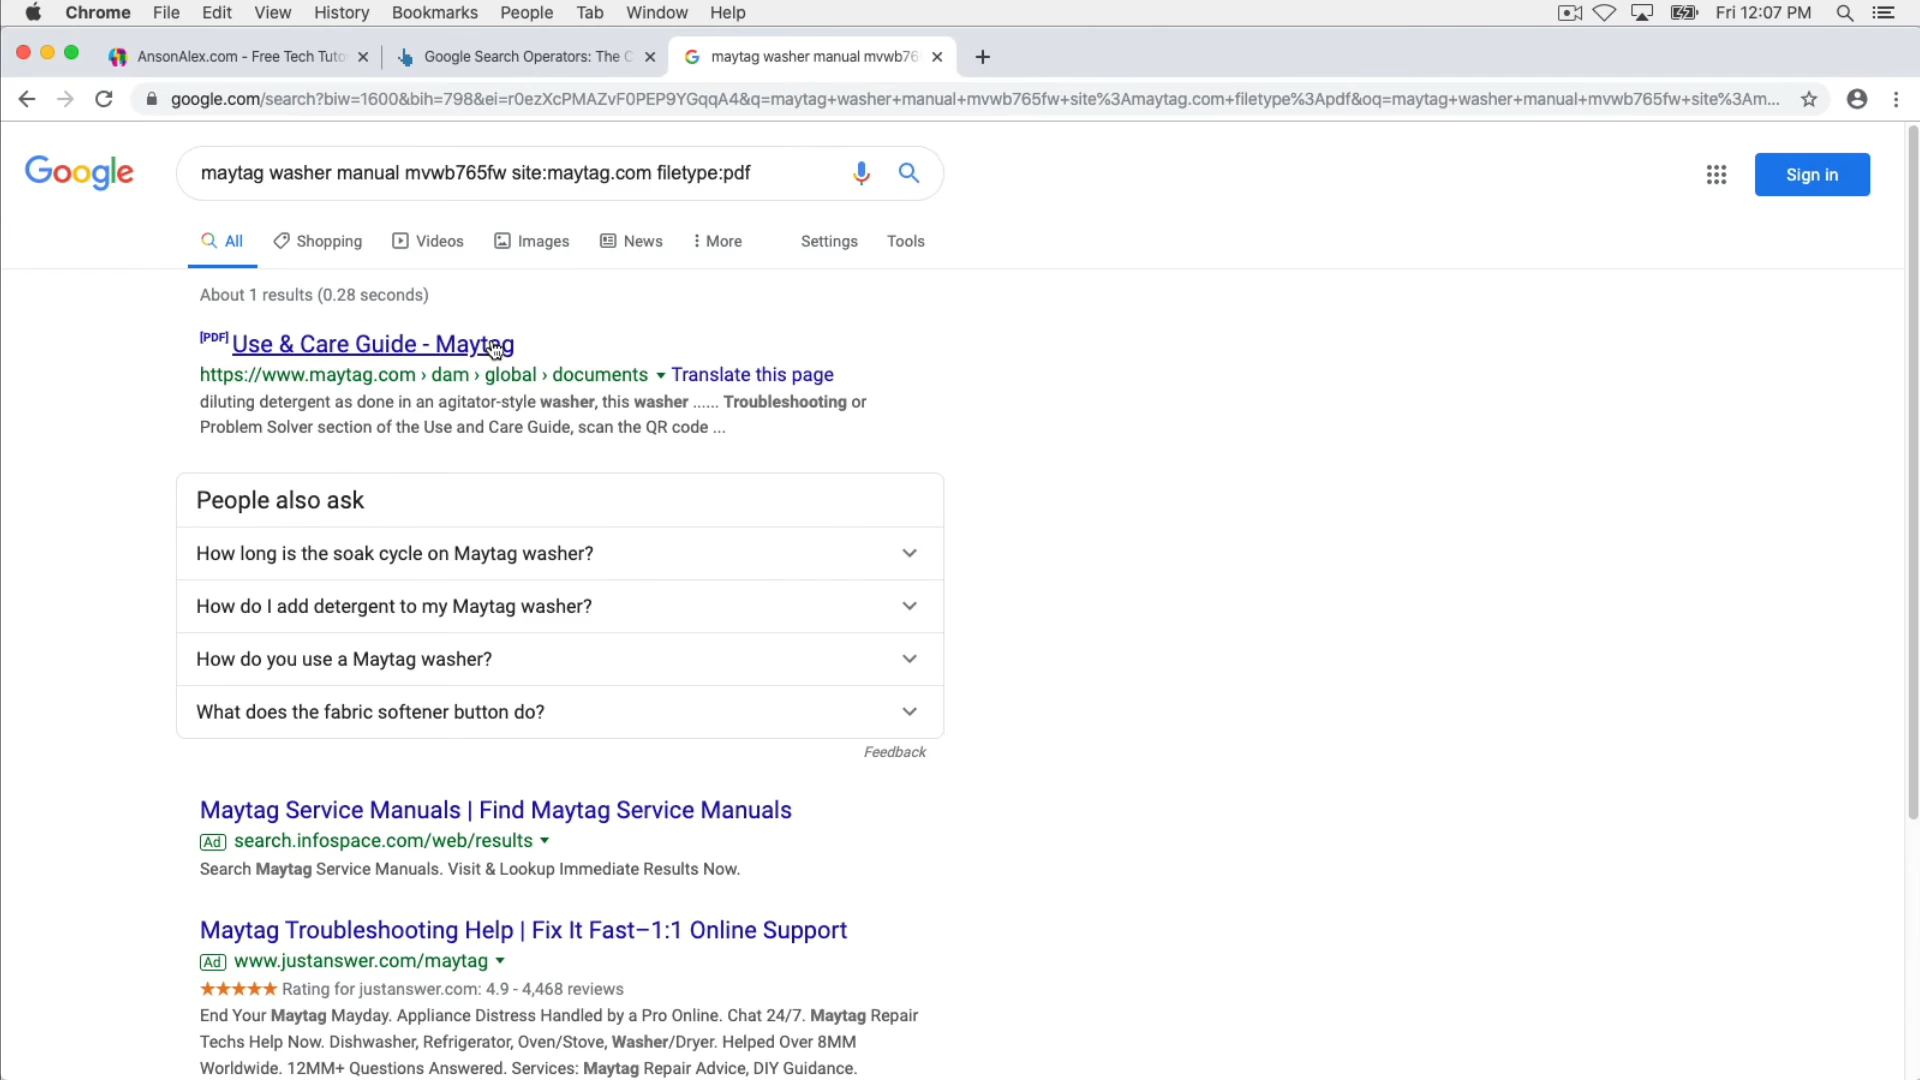 Chrome File Edit View History Bookmarks People Tab Window Help Fri 12:07 PM
AnsonAlex.com - Free Tech Tuto Google Search Operators: The C maytag washer manual mvwb76
google.com/search?biw=1600&bih=798&ei=r0ezXcPMAZvF0PEP9YGqqA4&q=maytag+washer+manual+mvwb765fw+site%3Amaytag.com+filetype%3Apdf&oq=maytag+washer+manual+mvwb765fw+site%3Am...
Google
maytag washer manual mvwb765fw site:maytag.com filetype:pdf
Sign in
All Shopping Videos Images News More Settings Tools
About 1 results (0.28 seconds)
[PDF] Use & Care Guide - Maytag
https://www.maytag.com › dam › global › documents ▾ Translate this page
diluting detergent as done in an agitator-style washer, this washer ...... Troubleshooting or
Problem Solver section of the Use and Care Guide, scan the QR code ...
People also ask
How long is the soak cycle on Maytag washer?
How do I add detergent to my Maytag washer?
How do you use a Maytag washer?
What does the fabric softener button do?
Feedback
Maytag Service Manuals | Find Maytag Service Manuals
Ad search.infospace.com/web/results ▾
Search Maytag Service Manuals. Visit & Lookup Immediate Results Now.
Maytag Troubleshooting Help | Fix It Fast–1:1 Online Support
Ad www.justanswer.com/maytag ▾
★★★★★ Rating for justanswer.com: 4.9 - 4,468 reviews
End Your Maytag Mayday. Appliance Distress Handled by a Pro Online. Chat 24/7. Maytag Repair
Techs Help Now. Dishwasher, Refrigerator, Oven/Stove, Washer/Dryer. Helped Over 8MM
Worldwide. 12MM+ Questions Answered. Services: Maytag Repair Advice, DIY Guidance.